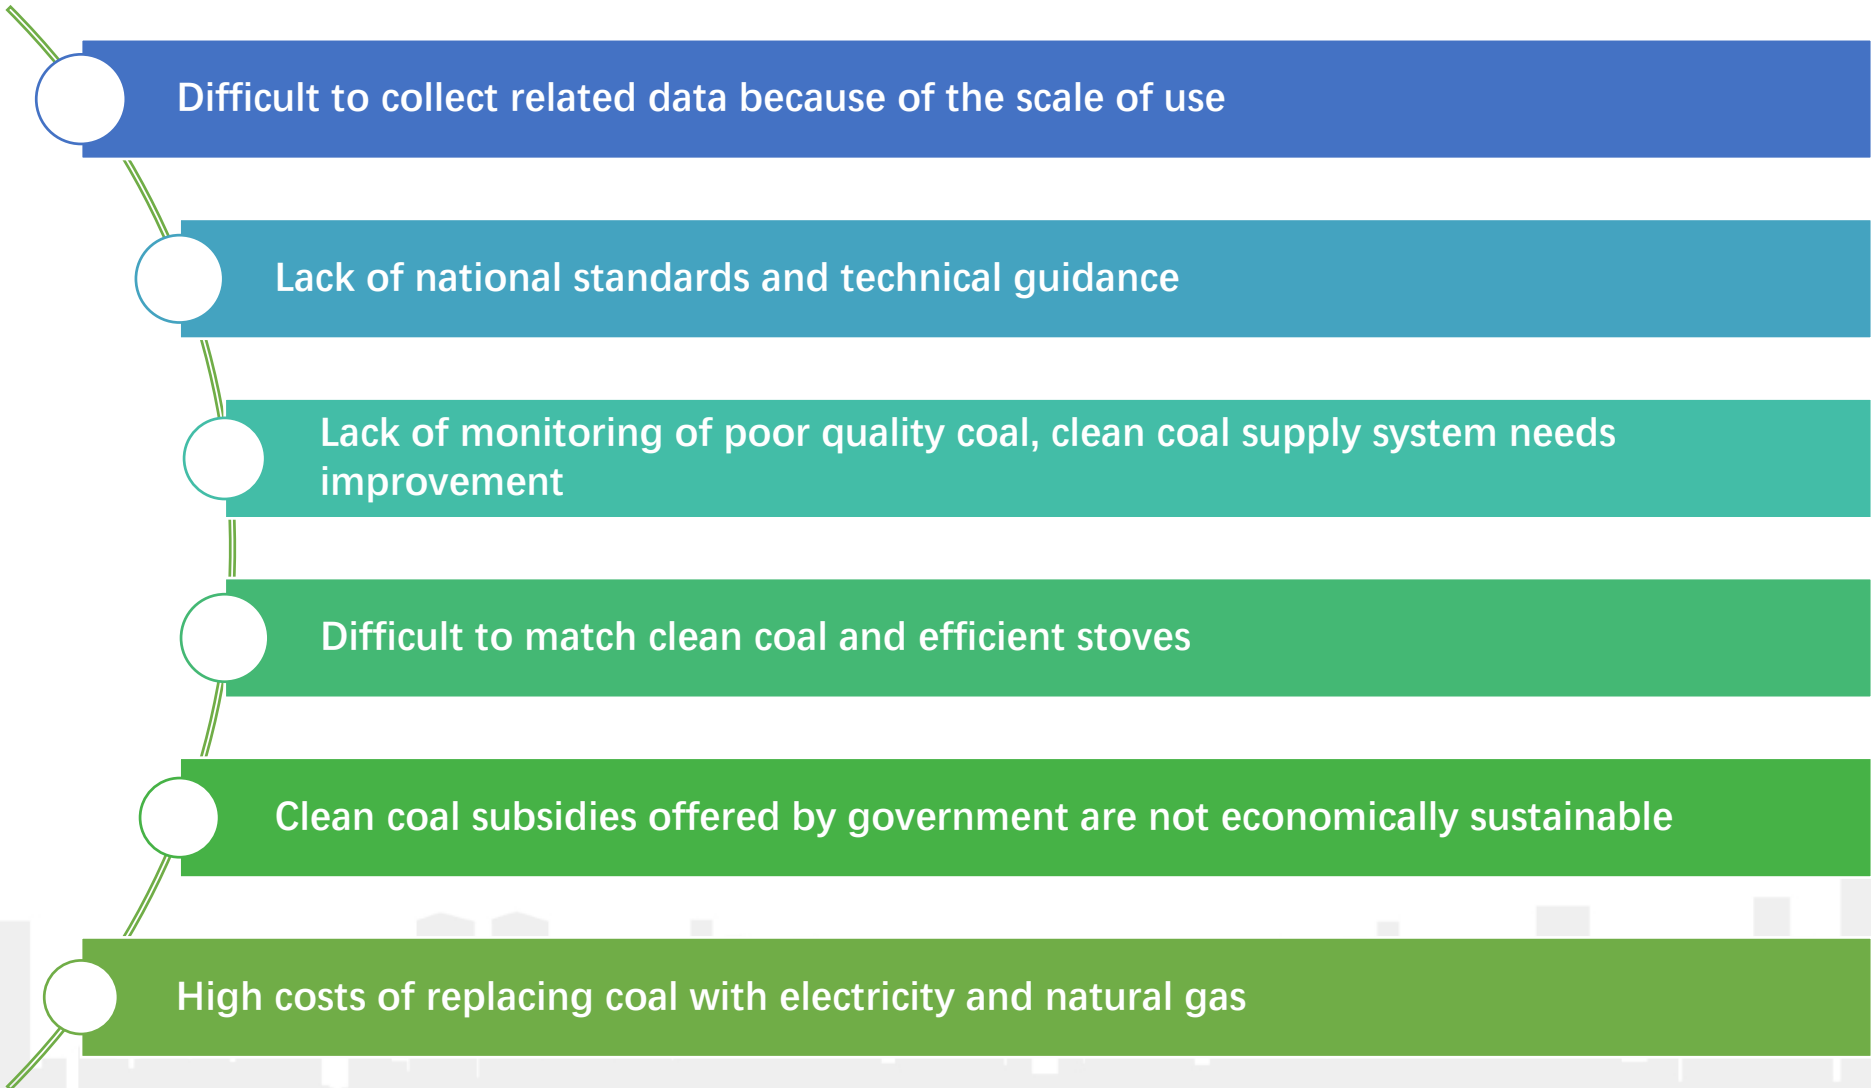 Difficult to collect related data because of the scale of use
Lack of national standards and technical guidance
Lack of monitoring of poor quality coal, clean coal supply system needs
improvement
Difficult to match clean coal and efficient stoves
Clean coal subsidies offered by government are not economically sustainable
High costs of replacing coal with electricity and natural gas